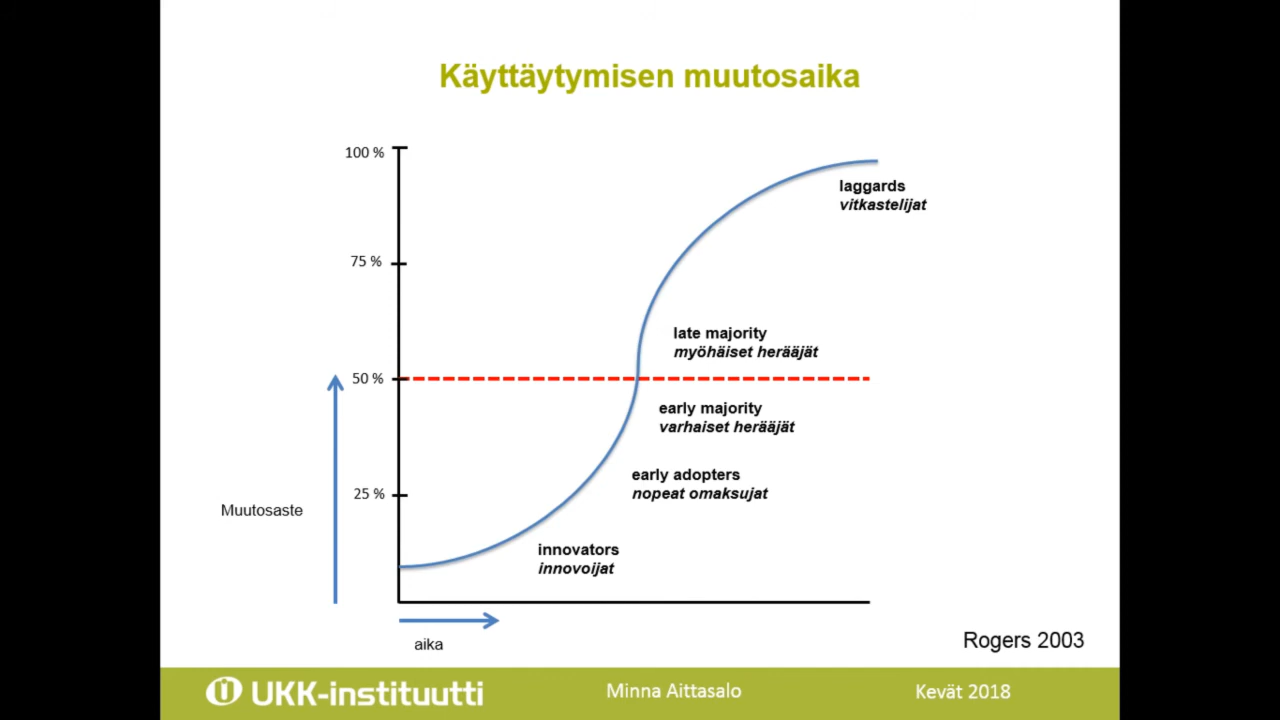 Käyttäytymisen muutosaika
100 %
laggards
vitkastelijat
75 %
late majority
myöhäiset herääjät
50 %
early majority
varhaiset herääjät
early adopters
nopeat omaksujat
25 %
Muutosaste
innovators
innovoijat
aika
Rogers 2003
UKK-instituutti
Minna Aittasalo
Kevät 2018